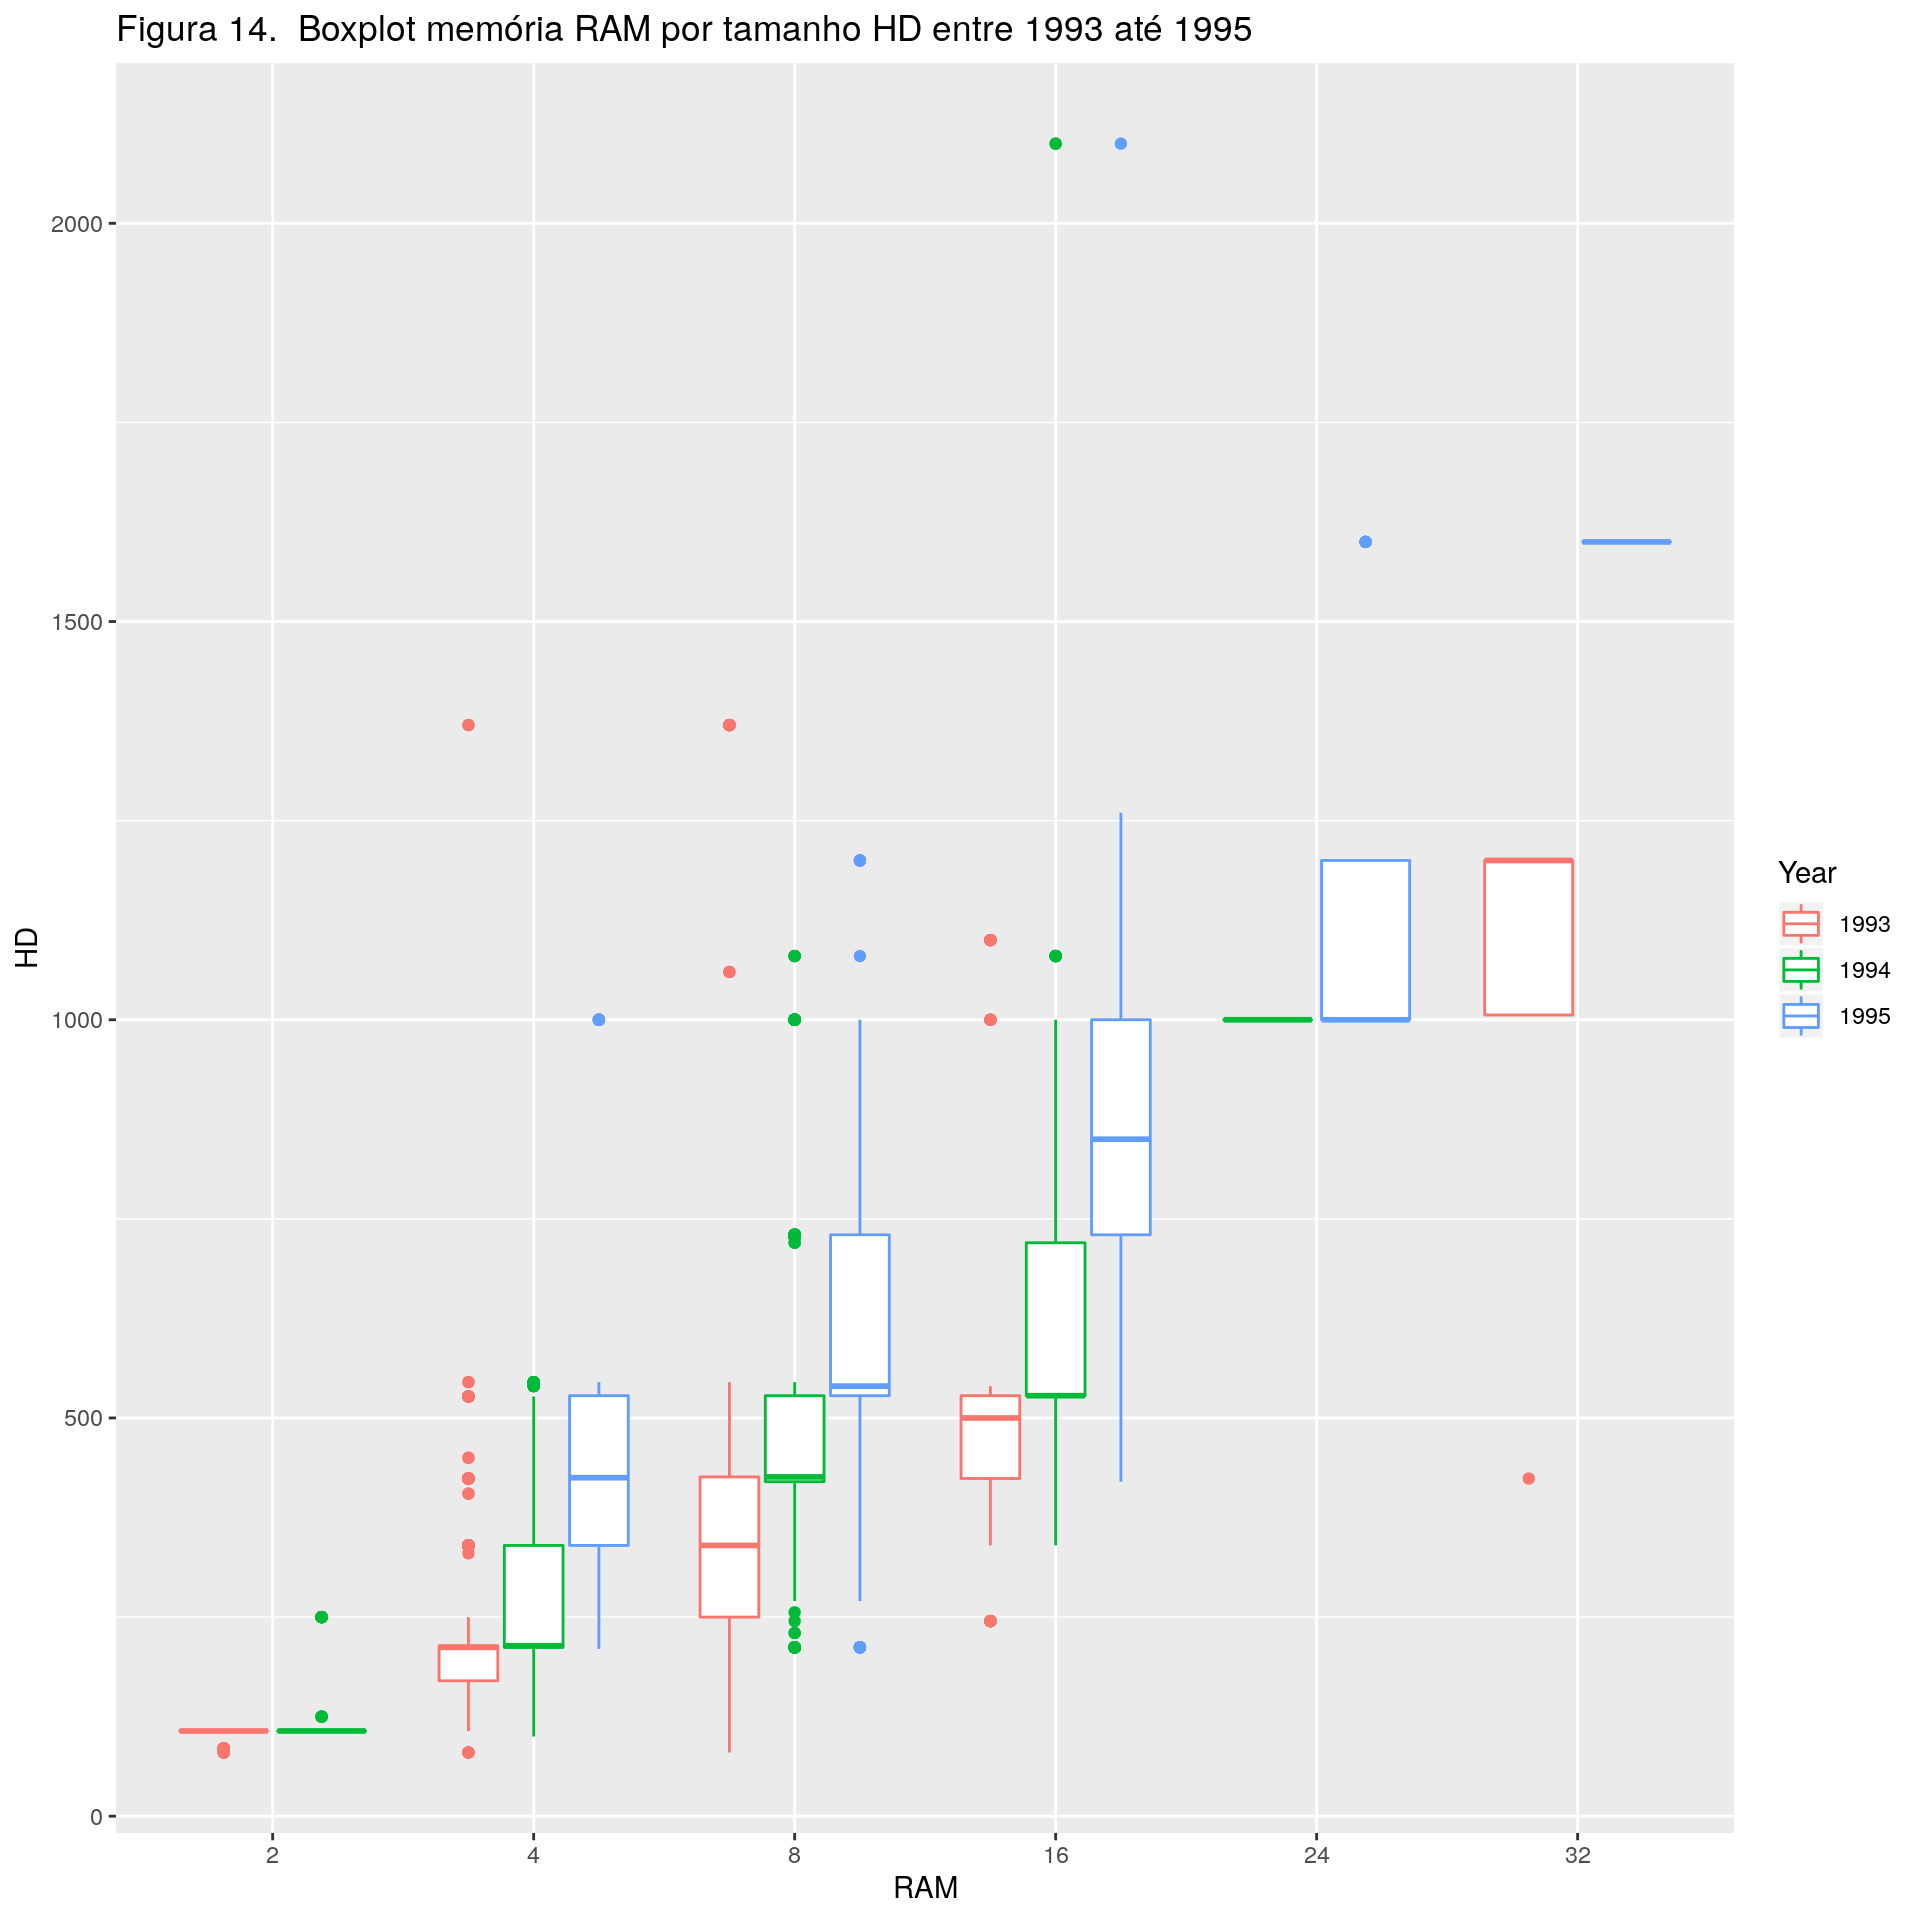 Figura 14.  Boxplot memória RAM por tamanho HD entre 1993 até 1995
2000
1500
1000
500
0
HD
2 4 8 16 24 32
RAM
Year
1993
1994
1995